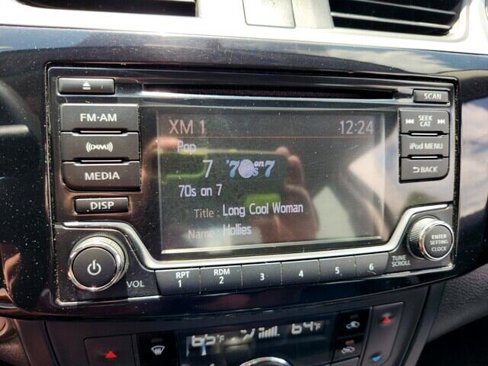 SCAN
FM·AM
XM 1
12:24
SEEK
CAT
Pop
7
'70s on 7
iPod MENU
MEDIA
70s on 7
BACK
DISP
Title : Long Cool Woman
Name : Hollies
ENTER
SETTING
CLOCK
VOL
RPT
1
RDM
2
3
4
5
6
TUNE
SCROLL
65°F
64°F